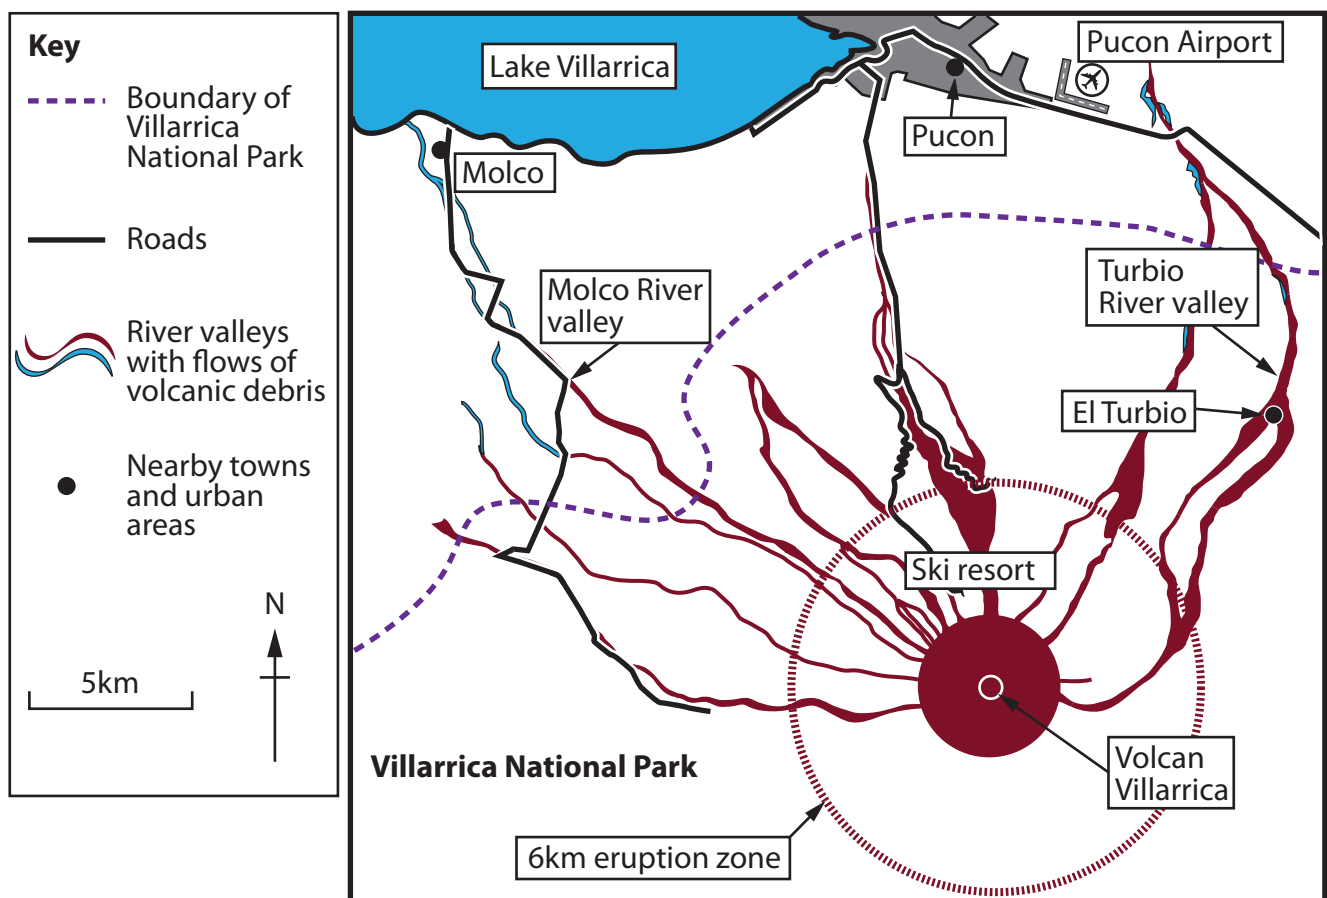 Key
Boundary of
Villarrica
National Park
Roads
River valleys
with flows of
volcanic debris
Nearby towns
and urban
areas
N
5km
Lake Villarrica
Pucon Airport
Pucon
Molco
Molco River
valley
Turbio
River valley
El Turbio
Ski resort
Volcan
Villarrica
Villarrica National Park
6km eruption zone